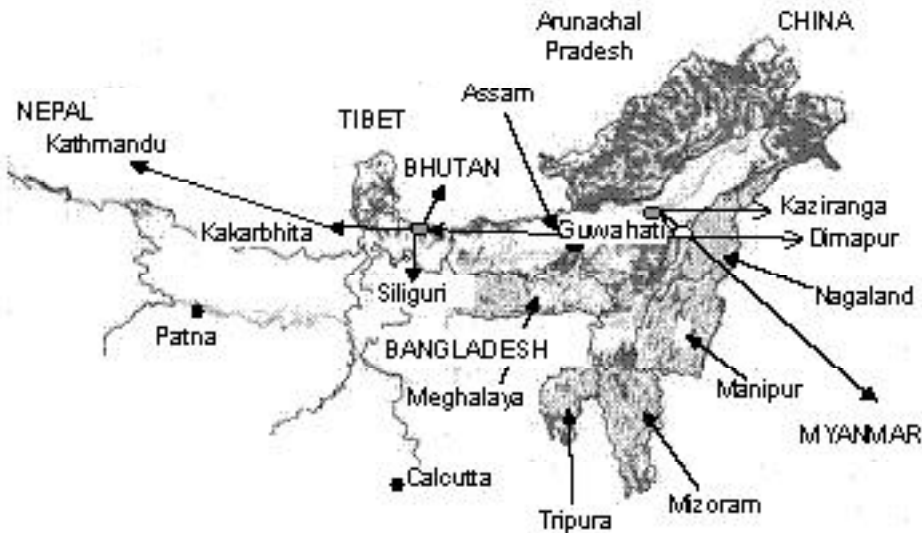 Arunachal
Pradesh
CHINA
Assam
NEPAL
Kathmandu
TIBET
BHUTAN
Kaziranga
Kakarbhita
Guwahati
Dimapur
Siliguri
Nagaland
Patna
BANGLADESH
Meghalaya
Manipur
MYANMAR
Calcutta
Mizoram
Tripura